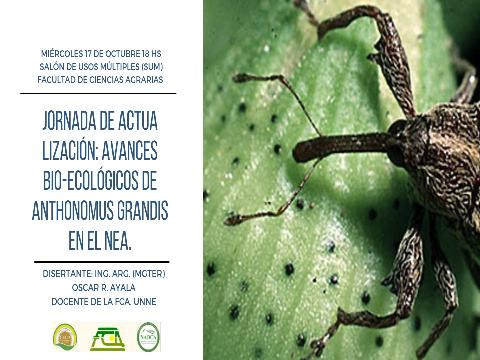 MIÉRCOLES 17 DE OCTUBRE 18 HS
SALÓN DE USOS MÚLTIPLES (SUM)
FACULTAD DE CIENCIAS AGRARIAS
JORNADA DE ACTUA
LIZACIÓN: AVANCES
BIO-ECOLÓGICOS DE
ANTHONOMUS GRANDIS
EN EL NEA.
DISERTANTE: ING. ARG. (MGTER)
OSCAR R. AYALA
DOCENTE DE LA FCA. UNNE